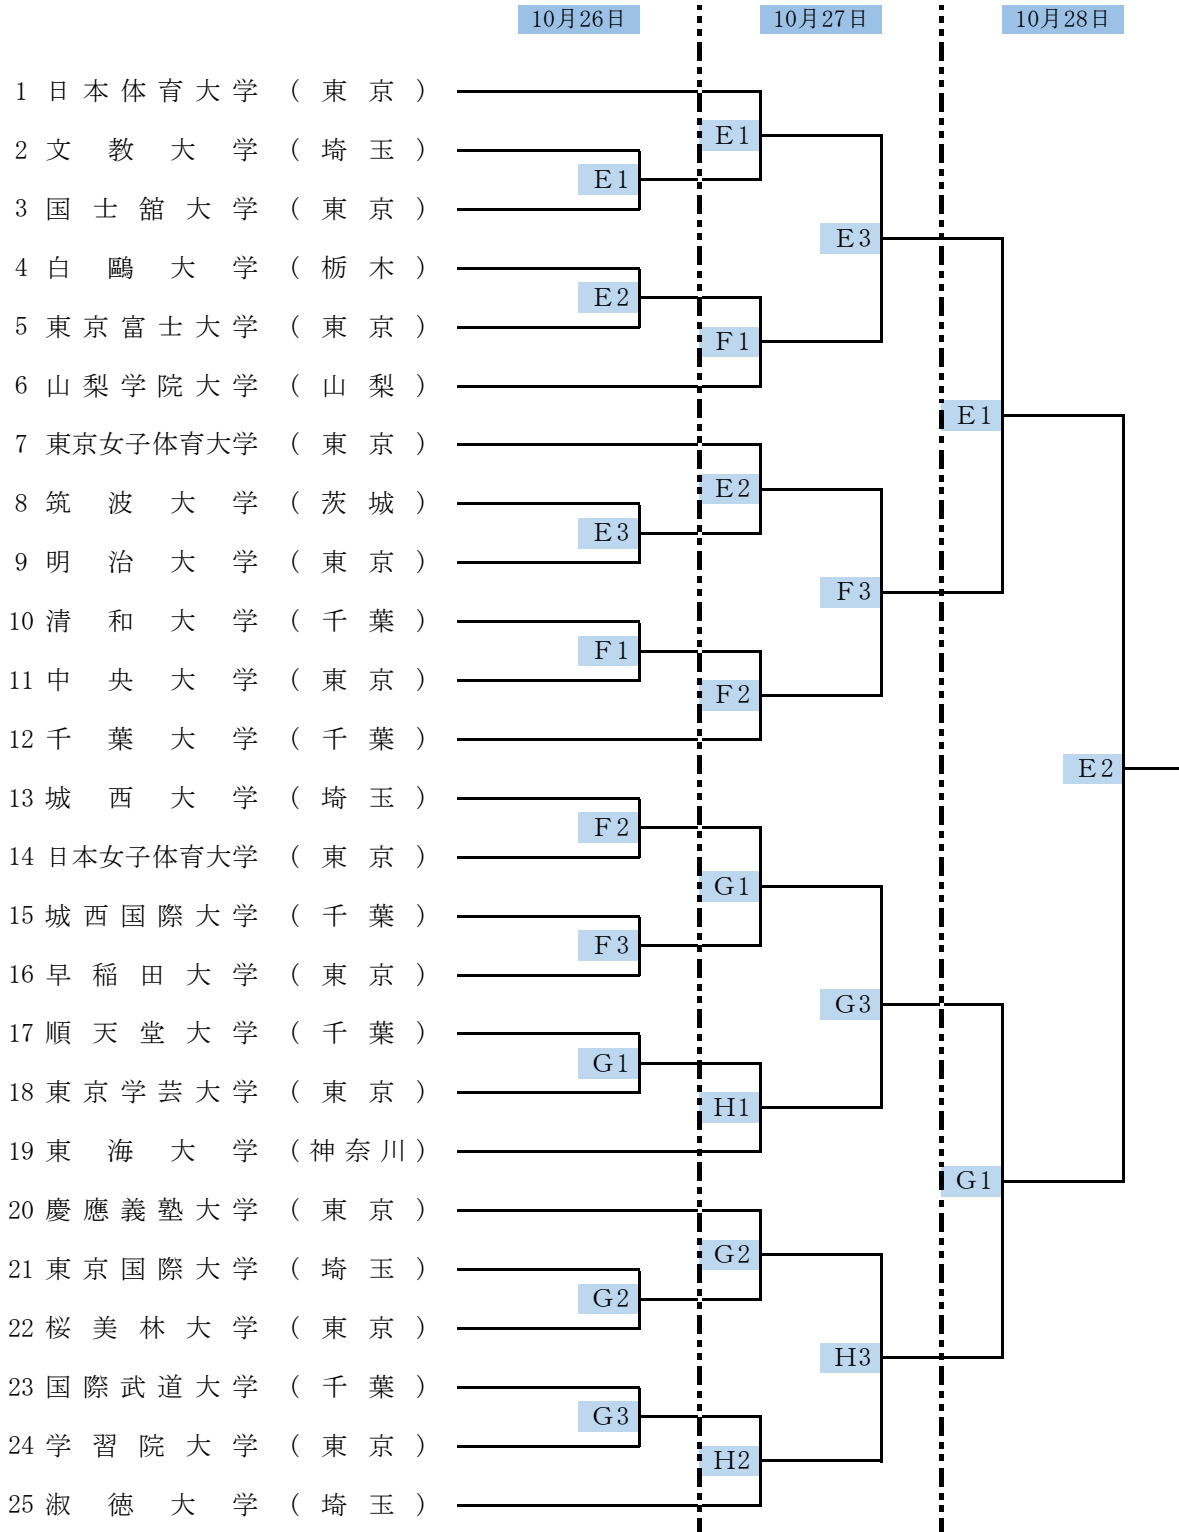 10月26日 10月27日 10月28日
1 日本体育大学 (東京)
E1
2 文教大学 (埼玉)
E1
3 国士舘大学 (東京)
E3
4 白鷗大学 (栃木)
E2
5 東京富士大学 (東京)
F1
6 山梨学院大学 (山梨)
E1
7 東京女子体育大学 (東京)
E2
8 筑波大学 (茨城)
E3
9 明治大学 (東京)
F3
10 清和大学 (千葉)
F1
11 中央大学 (東京)
F2
12 千葉大学 (千葉)
E2
13 城西大学 (埼玉)
F2
14 日本女子体育大学 (東京)
G1
15 城西国際大学 (千葉)
F3
16 早稲田大学 (東京)
G3
17 順天堂大学 (千葉)
G1
18 東京学芸大学 (東京)
H1
19 東海大学 (神奈川)
G1
20 慶應義塾大学 (東京)
G2
21 東京国際大学 (埼玉)
G2
22 桜美林大学 (東京)
H3
23 国際武道大学 (千葉)
G3
24 学習院大学 (東京)
H2
25 淑徳大学 (埼玉)